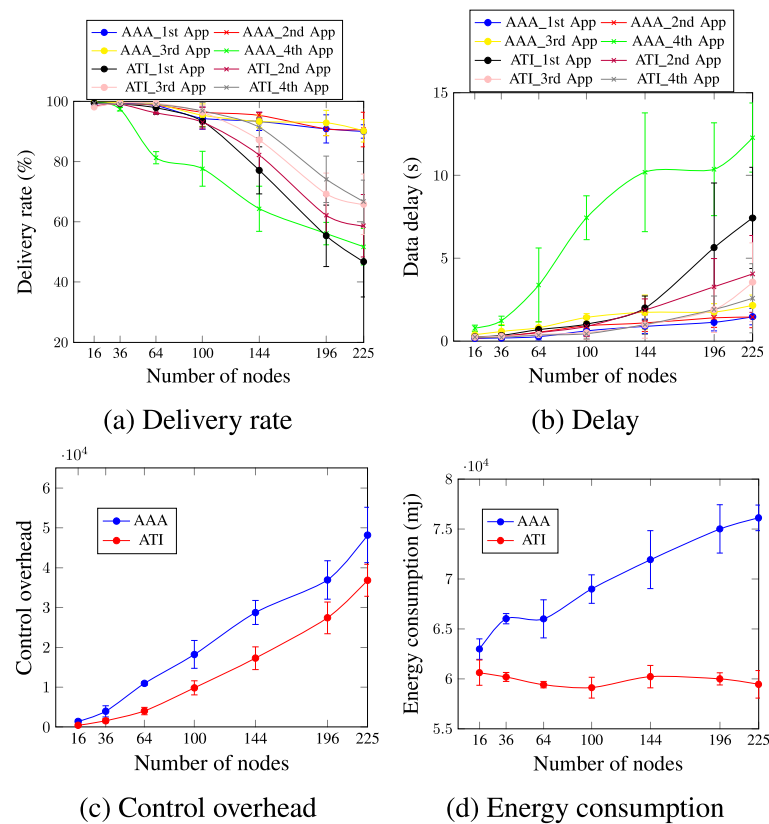 AAA_1st App AAA_2nd App
AAA_3rd App AAA_4th App
ATI_1st App ATI_2nd App
ATI_3rd App ATI_4th App
100
80
60
40
20
Delivery rate (%)
16 36 64 100 144 196 225
Number of nodes
(a) Delivery rate
AAA_1st App AAA_2nd App
AAA_3rd App AAA_4th App
ATI_1st App ATI_2nd App
ATI_3rd App ATI_4th App
15
10
5
0
Data delay (s)
16 36 64 100 144 196 225
Number of nodes
(b) Delay
·10⁴
6
5
4
3
2
1
0
Control overhead
AAA
ATI
16 36 64 100 144 196 225
Number of nodes
(c) Control overhead
·10⁴
8
7.5
7
6.5
6
5.5
Energy consumption (mj)
AAA
ATI
16 36 64 100 144 196 225
Number of nodes
(d) Energy consumption